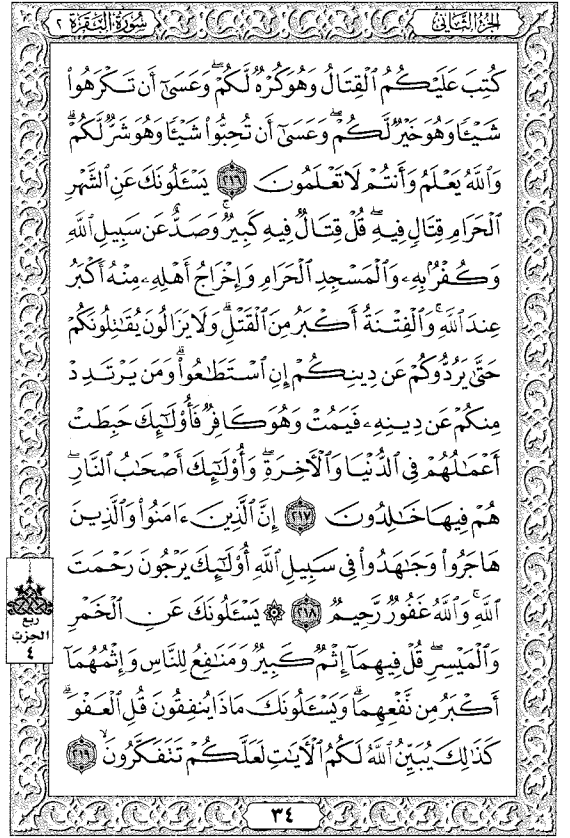 الجزء الثاني
سورة البقرة ٢
كُتِبَ عَلَيْكُمُ ٱلْقِتَالُ وَهُوَ كُرْهٌ لَّكُمْ ۖ وَعَسَىٰٓ أَن تَكْرَهُوا۟
شَيْـًٔا وَهُوَ خَيْرٌ لَّكُمْ ۖ وَعَسَىٰٓ أَن تُحِبُّوا۟ شَيْـًٔا وَهُوَ شَرٌّ لَّكُمْ ۗ
وَٱللَّهُ يَعْلَمُ وَأَنتُمْ لَا تَعْلَمُونَ ٢١٦ يَسْـَٔلُونَكَ عَنِ ٱلشَّهْرِ
ٱلْحَرَامِ قِتَالٍ فِيهِ ۖ قُلْ قِتَالٌ فِيهِ كَبِيرٌ ۖ وَصَدٌّ عَن سَبِيلِ ٱللَّهِ
وَكُفْرٌۢ بِهِۦ وَٱلْمَسْجِدِ ٱلْحَرَامِ وَإِخْرَاجُ أَهْلِهِۦ مِنْهُ أَكْبَرُ
عِندَ ٱللَّهِ ۚ وَٱلْفِتْنَةُ أَكْبَرُ مِنَ ٱلْقَتْلِ ۗ وَلَا يَزَالُونَ يُقَٰتِلُونَكُمْ
حَتَّىٰ يَرُدُّوكُمْ عَن دِينِكُمْ إِنِ ٱسْتَطَٰعُوا۟ ۚ وَمَن يَرْتَدِدْ
مِنكُمْ عَن دِينِهِۦ فَيَمُتْ وَهُوَ كَافِرٌ فَأُو۟لَٰٓئِكَ حَبِطَتْ
أَعْمَٰلُهُمْ فِى ٱلدُّنْيَا وَٱلْءَاخِرَةِ ۖ وَأُو۟لَٰٓئِكَ أَصْحَٰبُ ٱلنَّارِ ۖ
هُمْ فِيهَا خَٰلِدُونَ ٢١٧ إِنَّ ٱلَّذِينَ ءَامَنُوا۟ وَٱلَّذِينَ
هَاجَرُوا۟ وَجَٰهَدُوا۟ فِى سَبِيلِ ٱللَّهِ أُو۟لَٰٓئِكَ يَرْجُونَ رَحْمَتَ
ٱللَّهِ ۚ وَٱللَّهُ غَفُورٌ رَّحِيمٌ ٢١٨ ۞ يَسْـَٔلُونَكَ عَنِ ٱلْخَمْرِ
وَٱلْمَيْسِرِ ۖ قُلْ فِيهِمَآ إِثْمٌ كَبِيرٌ وَمَنَٰفِعُ لِلنَّاسِ وَإِثْمُهُمَآ
أَكْبَرُ مِن نَّفْعِهِمَا ۗ وَيَسْـَٔلُونَكَ مَاذَا يُنفِقُونَ قُلِ ٱلْعَفْوَ ۗ
كَذَٰلِكَ يُبَيِّنُ ٱللَّهُ لَكُمُ ٱلْءَايَٰتِ لَعَلَّكُمْ تَتَفَكَّرُونَ ٢١٩
ربع
الحزب
٤
٣٤